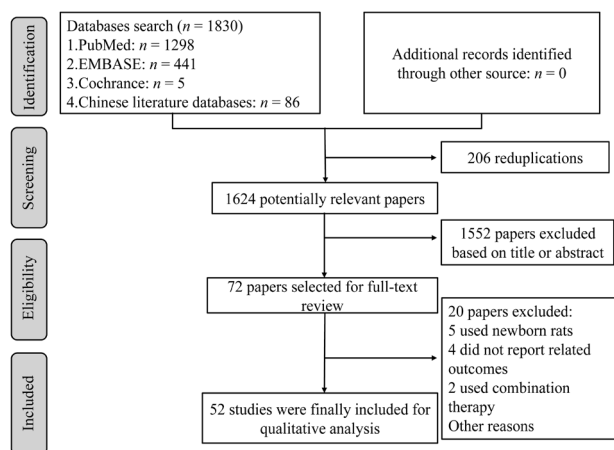 Identification
Databases search (n = 1830)
1.PubMed: n = 1298
2.EMBASE: n = 441
3.Cochrance: n = 5
4.Chinese literature databases: n = 86
Additional records identified
through other source: n = 0
Screening
206 reduplications
1624 potentially relevant papers
1552 papers excluded
based on title or abstract
Eligibility
72 papers selected for full-text
review
20 papers excluded:
5 used newborn rats
4 did not report related
outcomes
2 used combination
therapy
Other reasons
Included
52 studies were finally included for
qualitative analysis